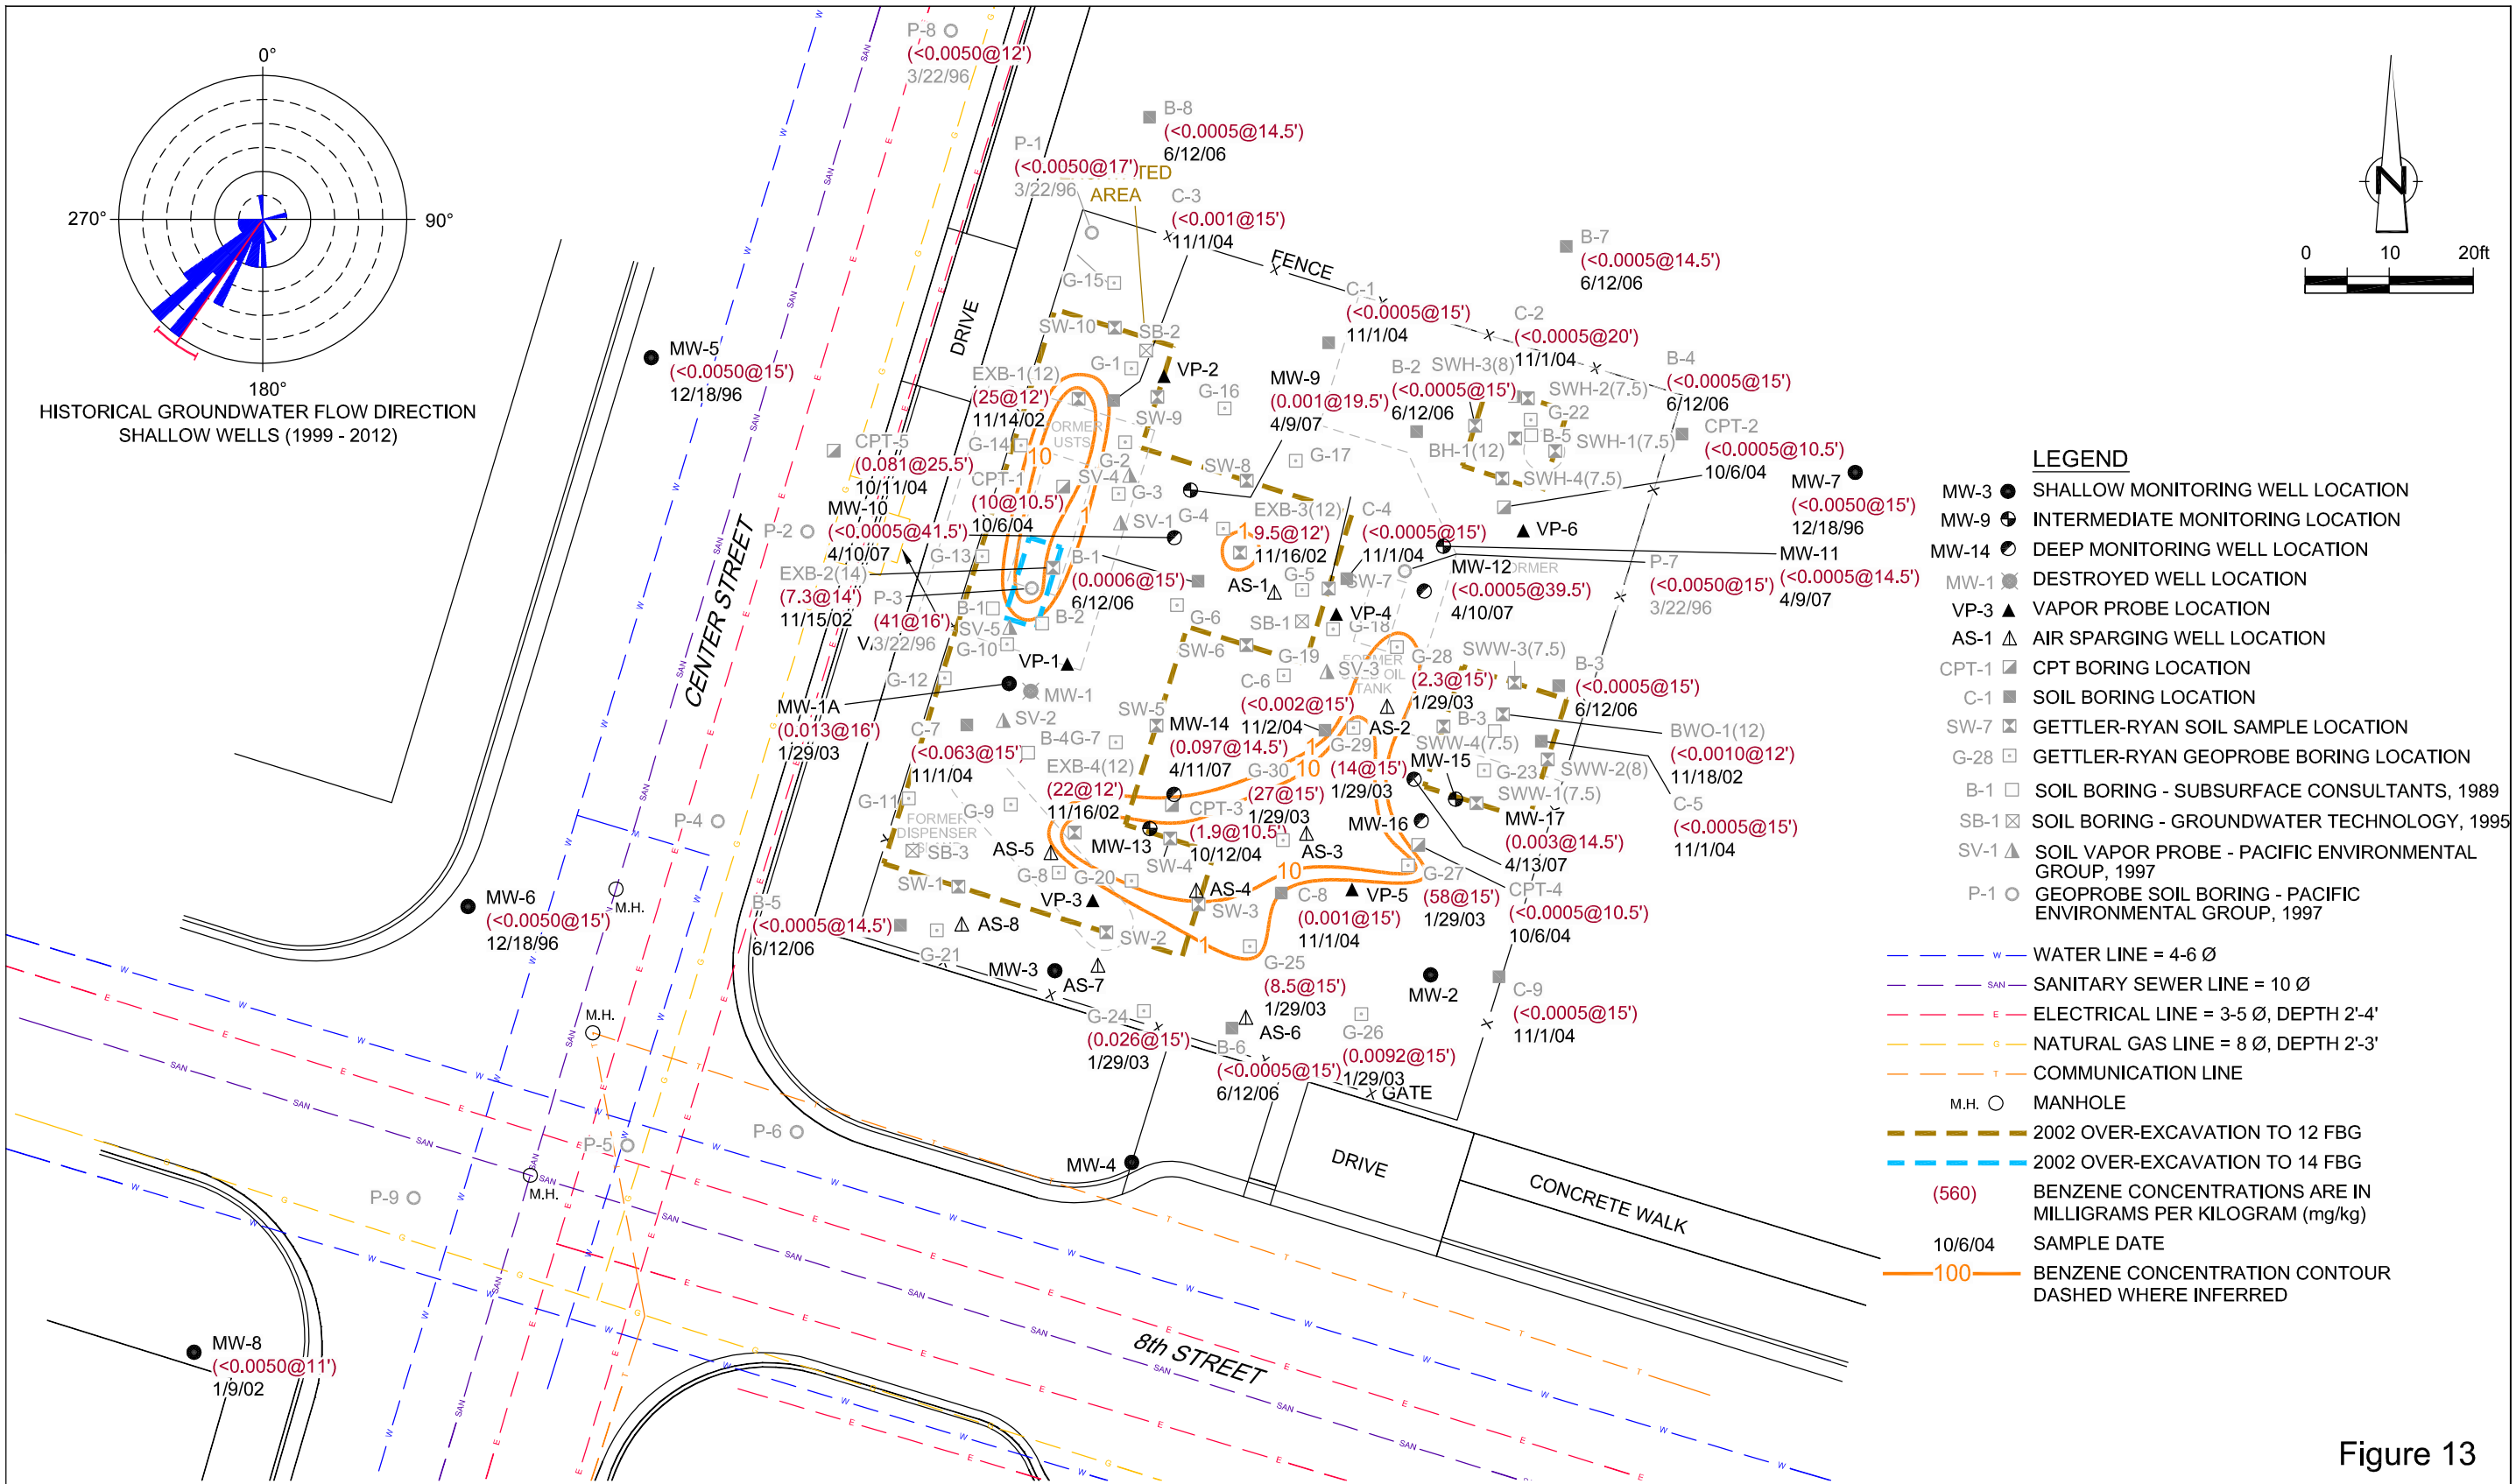 0°
90°
180°
270°
HISTORICAL GROUNDWATER FLOW DIRECTION
SHALLOW WELLS (1999 - 2012)
P-8
(<0.0050@12')
3/22/96
B-8
(<0.0005@14.5')
6/12/06
P-1
(<0.0050@17')
3/22/96
AREA
C-3
(<0.001@15')
11/1/04
FENCE
B-7
(<0.0005@14.5')
6/12/06
N
0 10 20ft
C-1
(<0.0005@15')
11/1/04
C-2
(<0.0005@20')
11/1/04
G-15
SW-10
SB-2
G-1
VP-2
SW-9
G-16
DRIVE
MW-5
(<0.0050@15')
12/18/96
EXB-1(12)
(25@12')
11/14/02
MW-9
(0.001@19.5')
4/9/07
B-2
(<0.0005@15')
6/12/06
SWH-3(8)
SWH-2(7.5)
G-22
B-5
SWH-1(7.5)
BH-1(12)
SWH-4(7.5)
B-4
(<0.0005@15')
6/12/06
CPT-2
(<0.0005@10.5')
10/6/04
MW-7
(<0.0050@15')
12/18/96
G-14
USTS
10
1
G-2
SV-4
G-3
SV-1
G-4
SW-8
G-17
CPT-5
(0.081@25.5')
10/11/04
CPT-1
(10@10.5')
10/6/04
MW-10
(<0.0005@41.5')
4/10/07
P-2
G-13
EXB-3(12)
1
9.5@12')
11/16/02
C-4
(<0.0005@15')
11/1/04
VP-6
MW-11
(<0.0005@14.5')
4/9/07
MW-12
(<0.0005@39.5')
4/10/07
P-7
(<0.0050@15')
3/22/96
EXB-2(14)
(7.3@14')
11/15/02
P-3
(41@16')
3/22/96
B-1
(0.0006@15')
6/12/06
B-1
B-2
SV-5
G-10
AS-1
G-5
SW-7
VP-4
G-6
SB-1
G-18
SW-6
G-19
SV-3
TANK
VP-1
G-12
MW-1
MW-1A
(0.013@16')
1/29/03
SV-2
C-7
(<0.063@15')
11/1/04
B-4
G-7
SW-5
C-6
(<0.002@15')
11/2/04
G-28
(2.3@15')
1/29/03
SWW-3(7.5)
B-3
(<0.0005@15')
6/12/06
AS-2
B-3
SWW-4(7.5)
BWO-1(12)
(<0.0010@12')
11/18/02
MW-14
(0.097@14.5')
4/11/07
G-29
(14@15')
1/29/03
MW-15
G-23
SWW-2(8)
SWW-1(7.5)
C-5
(<0.0005@15')
11/1/04
1
10
G-30
(27@15')
1/29/03
EXB-4(12)
(22@12')
11/16/02
G-11
G-9
FORMER
DISPENSER
SB-3
CPT-3
(1.9@10.5')
10/12/04
MW-13
SW-4
AS-3
MW-16
MW-17
(0.003@14.5')
4/13/07
AS-5
G-8
G-20
SW-1
VP-3
AS-4
SW-3
10
C-8
(0.001@15')
11/1/04
VP-5
G-27
(58@15')
1/29/03
CPT-4
(<0.0005@10.5')
10/6/04
B-5
(<0.0005@14.5')
6/12/06
G-21
AS-8
SW-2
1
MW-3
AS-7
G-25
(8.5@15')
1/29/03
MW-2
C-9
(<0.0005@15')
11/1/04
G-24
(0.026@15')
1/29/03
AS-6
B-6
(<0.0005@15')
6/12/06
G-26
(0.0092@15')
1/29/03
GATE
CENTER STREET
P-4
MW-6
(<0.0050@15')
12/18/96
M.H.
M.H.
M.H.
P-5
P-6
P-9
MW-4
DRIVE
CONCRETE WALK
8th STREET
MW-8
(<0.0050@11')
1/9/02
LEGEND
MW-3 SHALLOW MONITORING WELL LOCATION
MW-9 INTERMEDIATE MONITORING LOCATION
MW-14 DEEP MONITORING WELL LOCATION
MW-1 DESTROYED WELL LOCATION
VP-3 VAPOR PROBE LOCATION
AS-1 AIR SPARGING WELL LOCATION
CPT-1 CPT BORING LOCATION
C-1 SOIL BORING LOCATION
SW-7 GETTLER-RYAN SOIL SAMPLE LOCATION
G-28 GETTLER-RYAN GEOPROBE BORING LOCATION
B-1 SOIL BORING - SUBSURFACE CONSULTANTS, 1989
SB-1 SOIL BORING - GROUNDWATER TECHNOLOGY, 1995
SV-1 SOIL VAPOR PROBE - PACIFIC ENVIRONMENTAL
GROUP, 1997
P-1 GEOPROBE SOIL BORING - PACIFIC
ENVIRONMENTAL GROUP, 1997
W WATER LINE = 4-6 Ø
SAN SANITARY SEWER LINE = 10 Ø
E ELECTRICAL LINE = 3-5 Ø, DEPTH 2'-4'
G NATURAL GAS LINE = 8 Ø, DEPTH 2'-3'
T COMMUNICATION LINE
M.H. MANHOLE
2002 OVER-EXCAVATION TO 12 FBG
2002 OVER-EXCAVATION TO 14 FBG
(560) BENZENE CONCENTRATIONS ARE IN
MILLIGRAMS PER KILOGRAM (mg/kg)
10/6/04 SAMPLE DATE
100 BENZENE CONCENTRATION CONTOUR
DASHED WHERE INFERRED
Figure 13